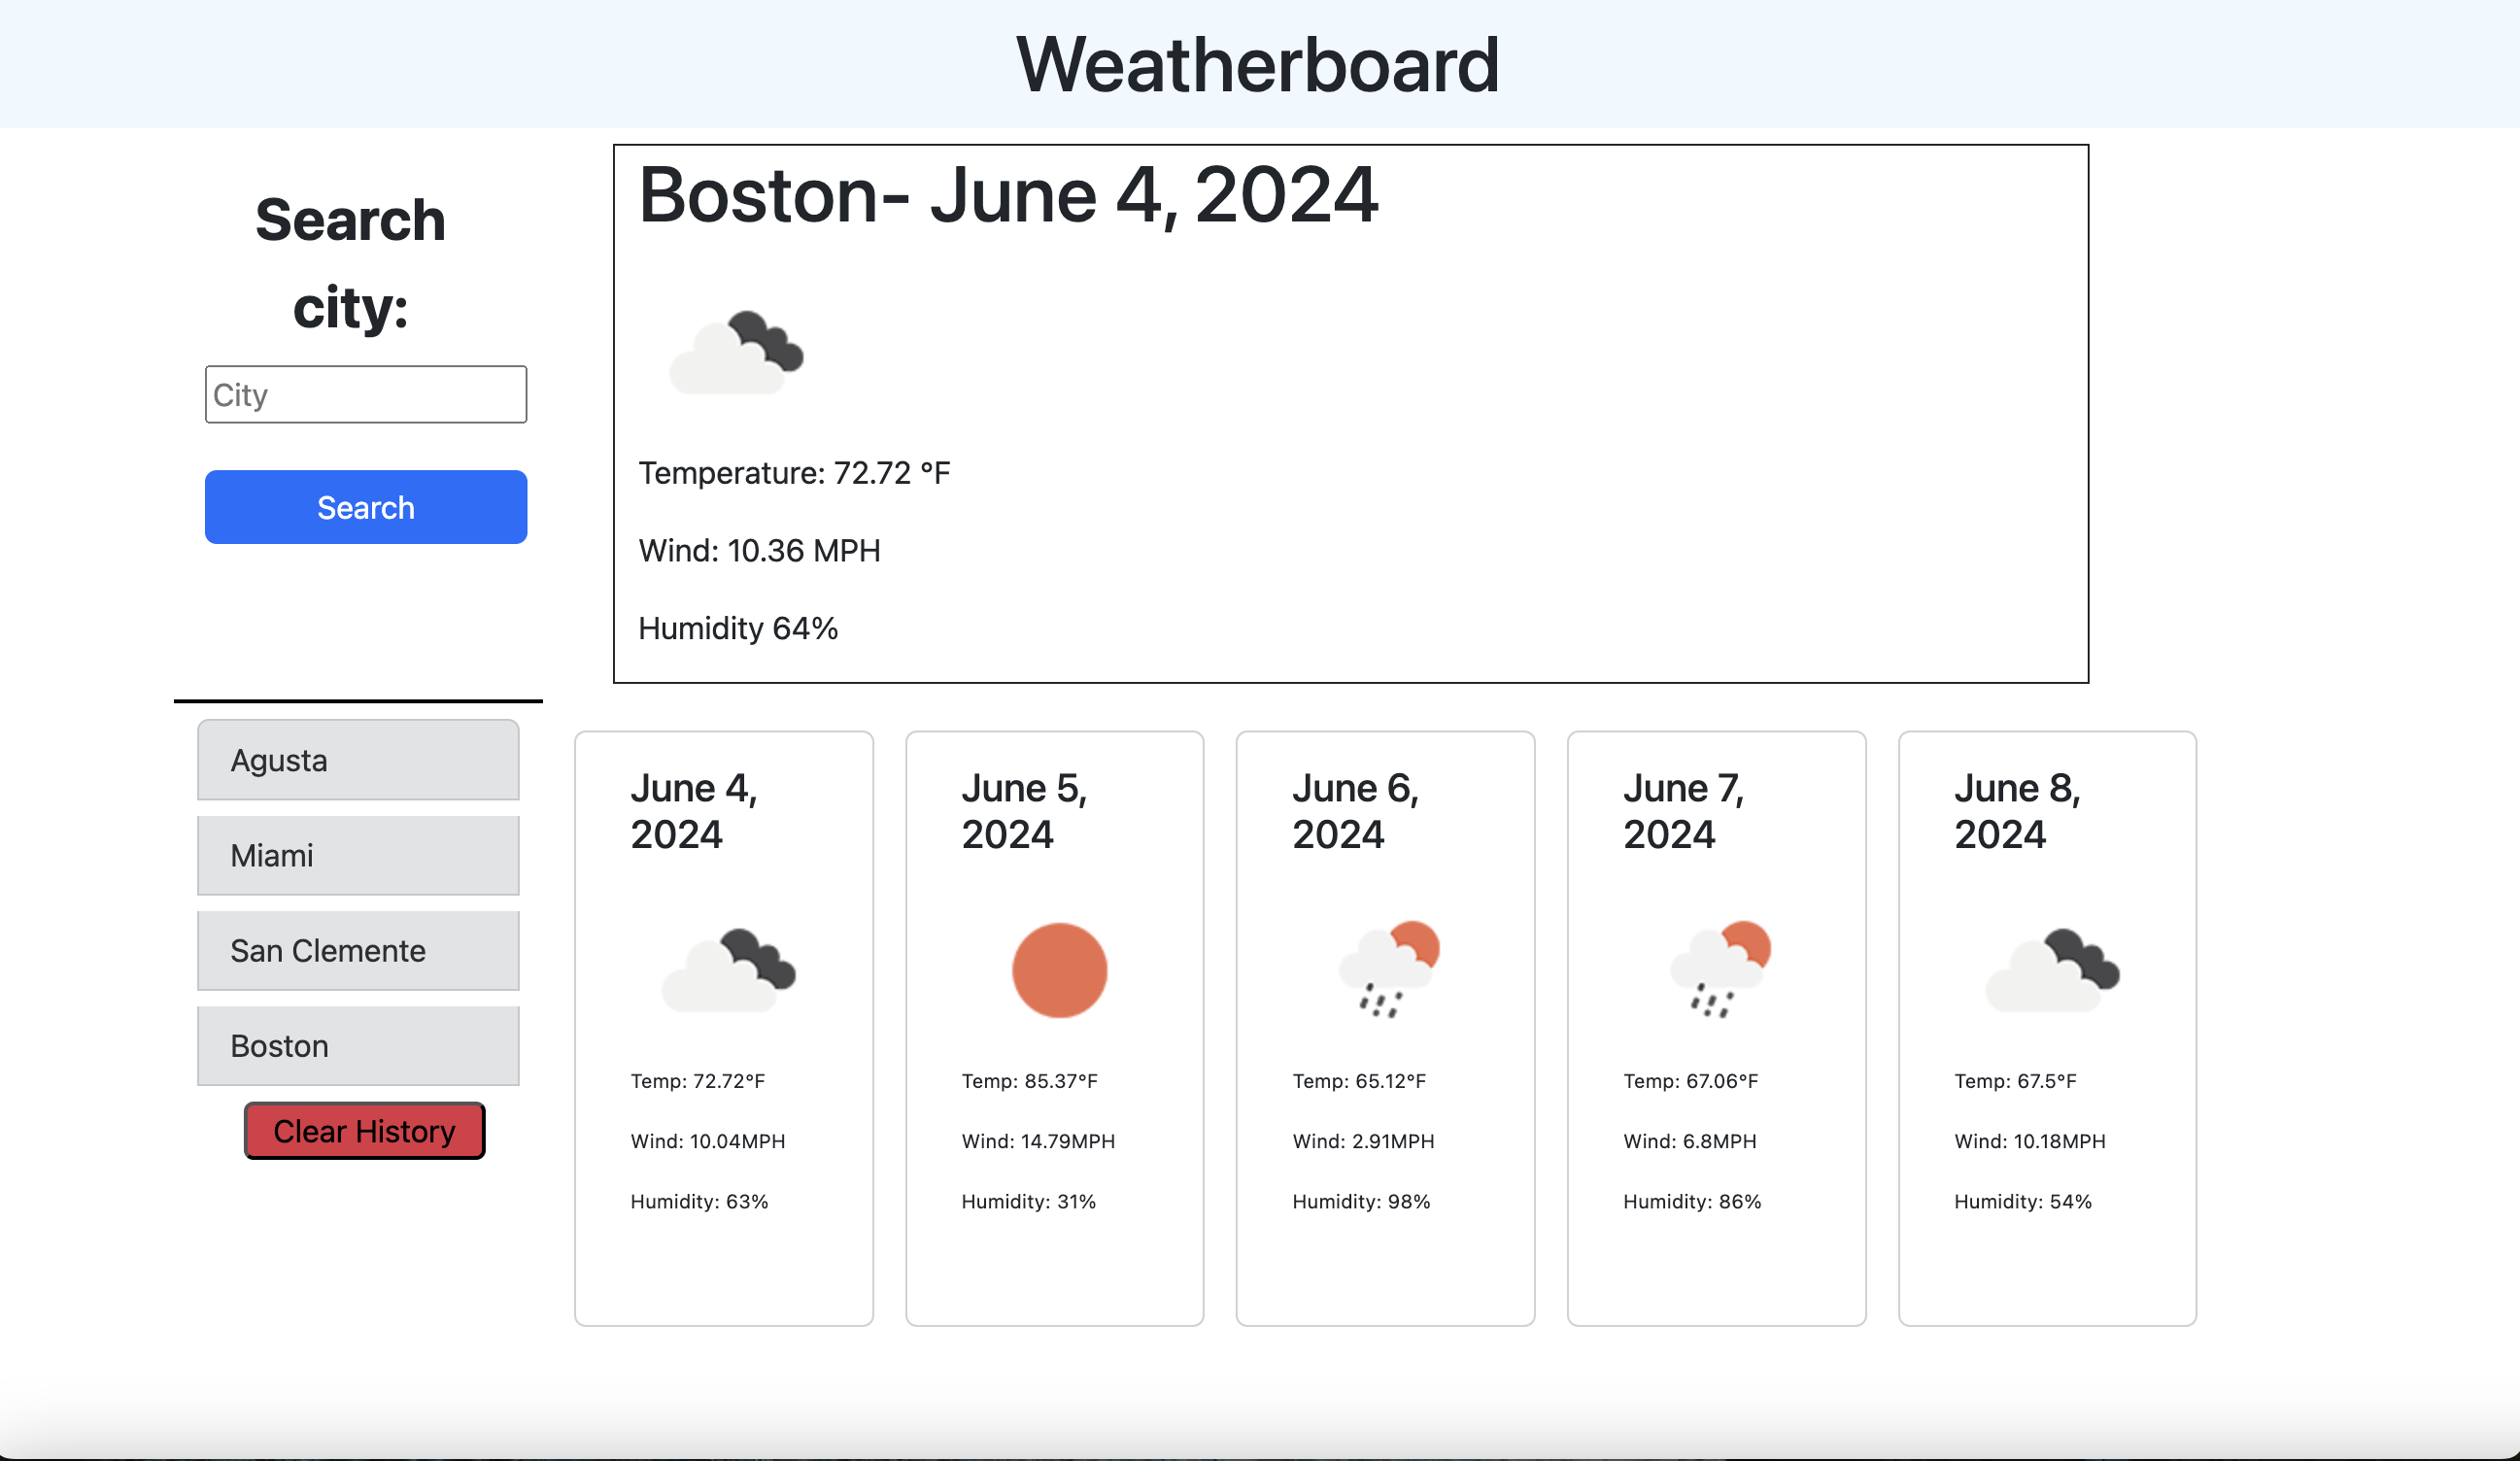 Weatherboard
Search
city:
City
Search
Agusta
Miami
San Clemente
Boston
Clear History
Boston- June 4, 2024
Temperature: 72.72 °F
Wind: 10.36 MPH
Humidity 64%
June 4,
2024
Temp: 72.72°F
Wind: 10.04MPH
Humidity: 63%
June 5,
2024
Temp: 85.37°F
Wind: 14.79MPH
Humidity: 31%
June 6,
2024
Temp: 65.12°F
Wind: 2.91MPH
Humidity: 98%
June 7,
2024
Temp: 67.06°F
Wind: 6.8MPH
Humidity: 86%
June 8,
2024
Temp: 67.5°F
Wind: 10.18MPH
Humidity: 54%